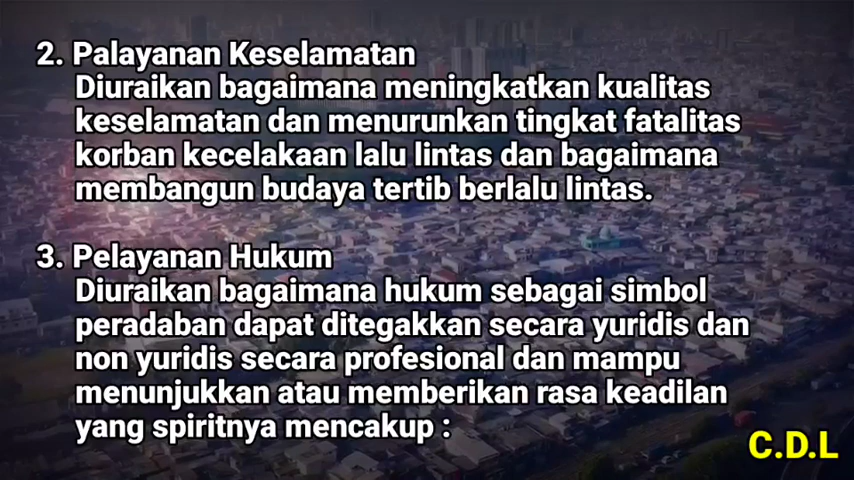 2. Palayanan Keselamatan
Diuraikan bagaimana meningkatkan kualitas
keselamatan dan menurunkan tingkat fatalitas
korban kecelakaan lalu lintas dan bagaimana
membangun budaya tertib berlalu lintas.
3. Pelayanan Hukum
Diuraikan bagaimana hukum sebagai simbol
peradaban dapat ditegakkan secara yuridis dan
non yuridis secara profesional dan mampu
menunjukkan atau memberikan rasa keadilan
yang spiritnya mencakup :
C.D.L